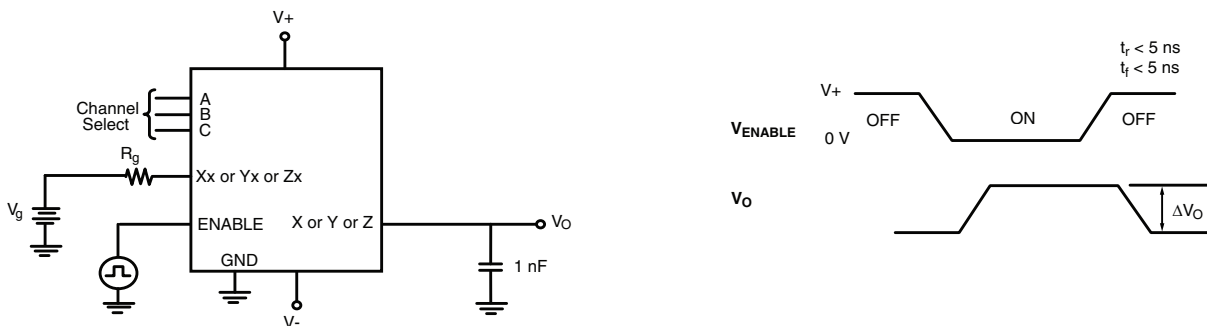 V+
Channel
Select
A
B
C
Rg
Xx or Yx or Zx
Vg
ENABLE
X or Y or Z
VO
GND
1 nF
V-
tr < 5 ns
tf < 5 ns
V+
OFF
ON
OFF
VENABLE
0 V
VO
ΔVO